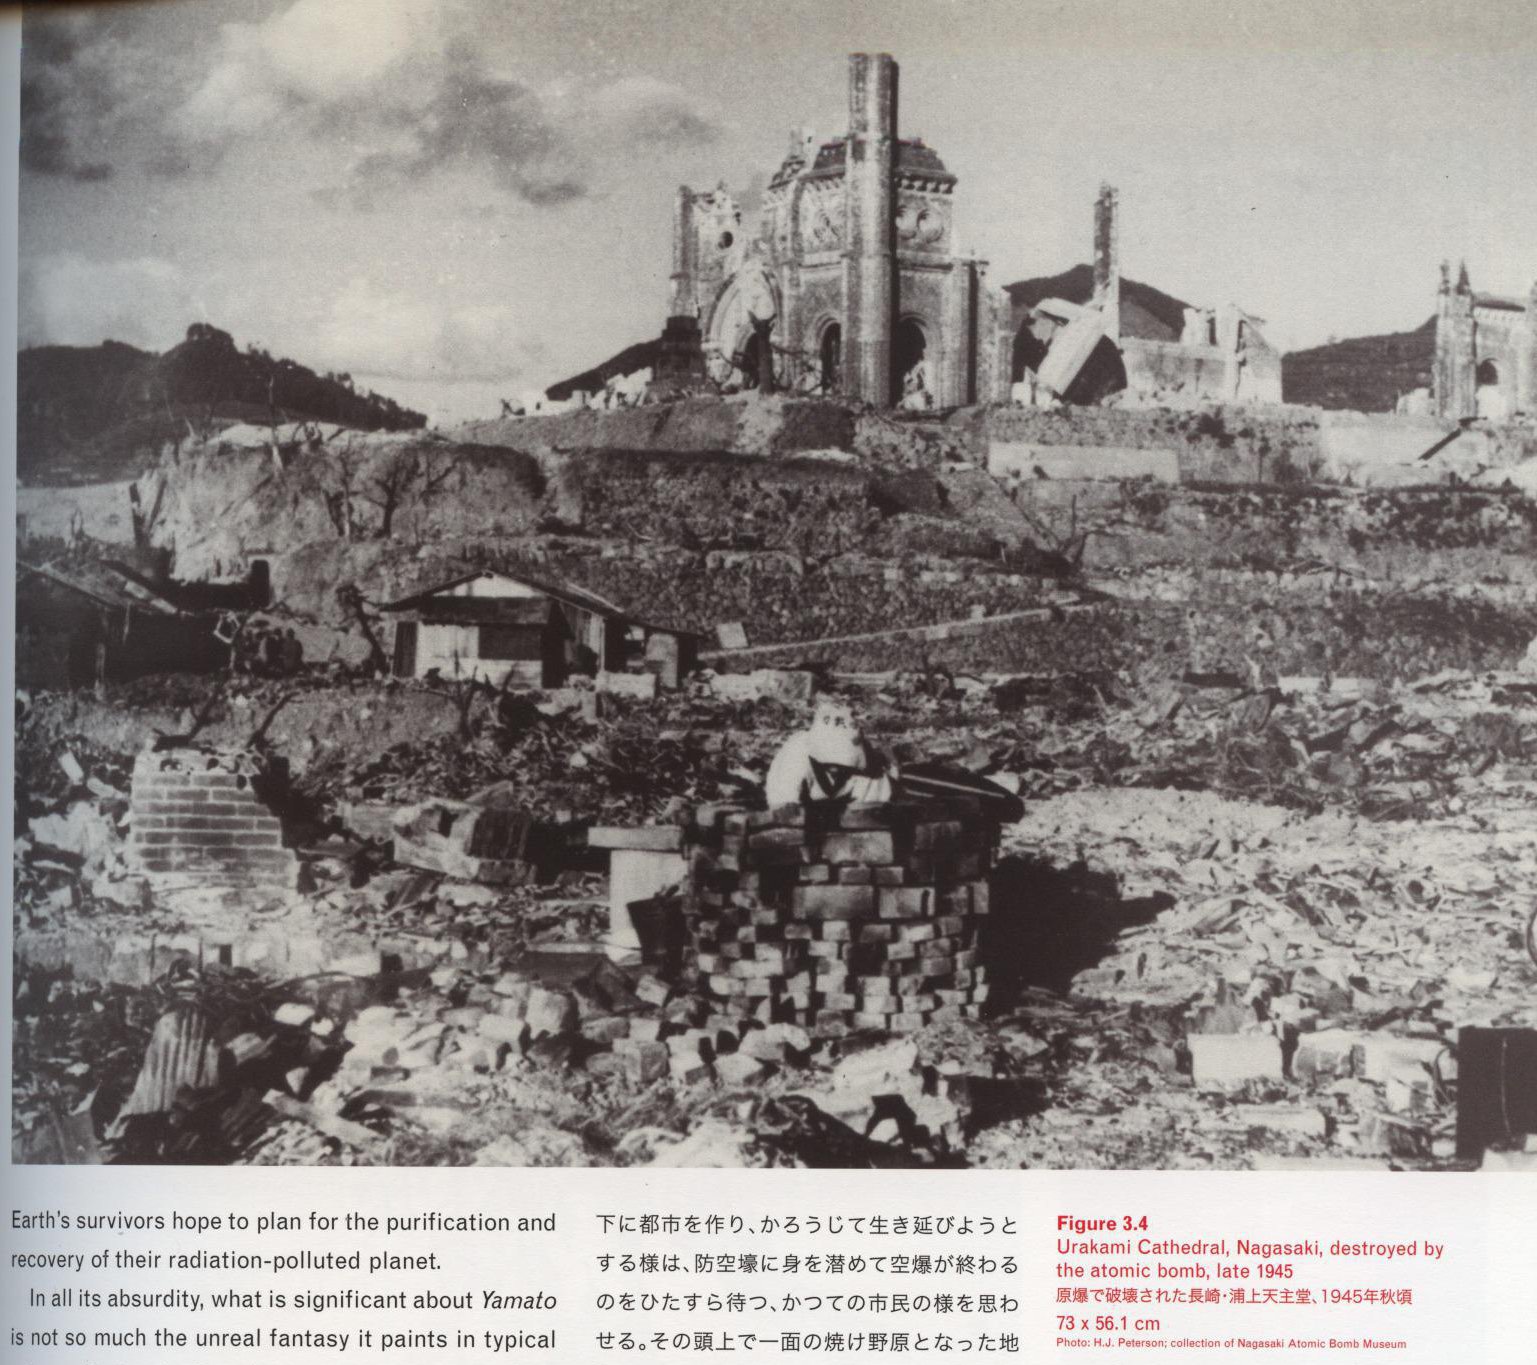 Earth's survivors hope to plan for the purification and
recovery of their radiation-polluted planet.
In all its absurdity, what is significant about Yamato
is not so much the unreal fantasy it paints in typical
下に都市を作り、かろうじて生き延びようと
する様は、防空壕に身を潜めて空爆が終わる
のをひたすら待つ、かつての市民の様を思わ
せる。その頭上で一面の焼け野原となった地
Figure 3.4
Urakami Cathedral, Nagasaki, destroyed by
the atomic bomb, late 1945
原爆で破壊された長崎・浦上天主堂、1945年秋頃
73 x 56.1 cm
Photo: H.J. Peterson; collection of Nagasaki Atomic Bomb Museum